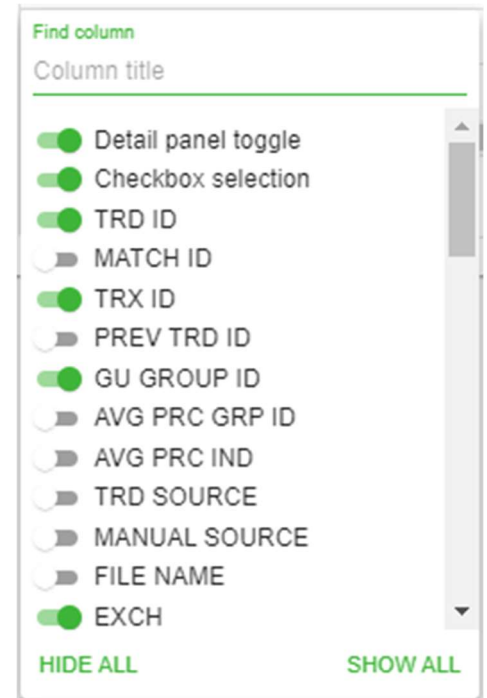 Find column
Column title
Detail panel toggle
Checkbox selection
TRD ID
MATCH ID
TRX ID
PREV TRD ID
GU GROUP ID
AVG PRC GRP ID
AVG PRC IND
TRD SOURCE
MANUAL SOURCE
FILE NAME
EXCH
HIDE ALL SHOW ALL